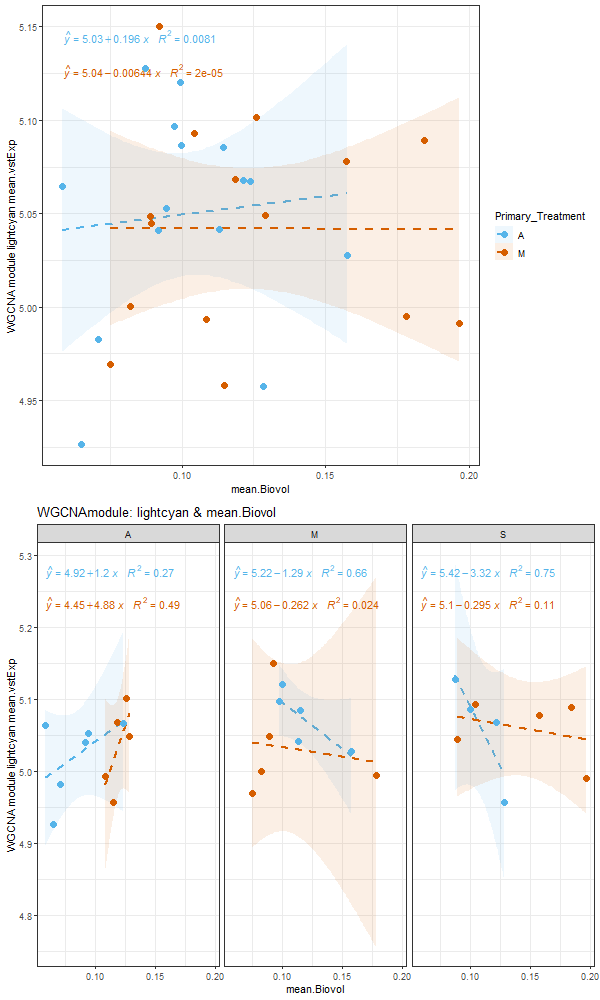 5.15
5.10
5.05
5.00
4.95
WGCNA module lightcyan mean.vstExp
ŷ = 5.03 + 0.196 x R² = 0.0081
ŷ = 5.04 − 0.00644 x R² = 2e-05
0.10 0.15 0.20
mean.Biovol
Primary_Treatment
A
M
WGCNAmodule: lightcyan & mean.Biovol
A M S
5.3
5.2
5.1
5.0
4.9
4.8
WGCNA module lightcyan mean.vstExp
ŷ = 4.92 + 1.2 x R² = 0.27
ŷ = 4.45 + 4.88 x R² = 0.49
ŷ = 5.22 − 1.29 x R² = 0.66
ŷ = 5.06 − 0.262 x R² = 0.024
ŷ = 5.42 − 3.32 x R² = 0.75
ŷ = 5.1 − 0.295 x R² = 0.11
0.10 0.15 0.20 0.10 0.15 0.20 0.10 0.15 0.20
mean.Biovol